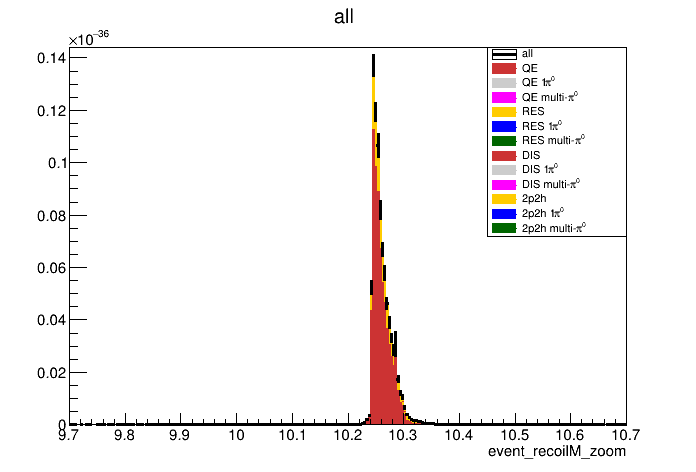 all
×10⁻³⁶
0.14
0.12
0.1
0.08
0.06
0.04
0.02
0
9.7 9.8 9.9 10 10.1 10.2 10.3 10.4 10.5 10.6 10.7
event_recoilM_zoom
all
QE
QE 1π⁰
QE multi-π⁰
RES
RES 1π⁰
RES multi-π⁰
DIS
DIS 1π⁰
DIS multi-π⁰
2p2h
2p2h 1π⁰
2p2h multi-π⁰